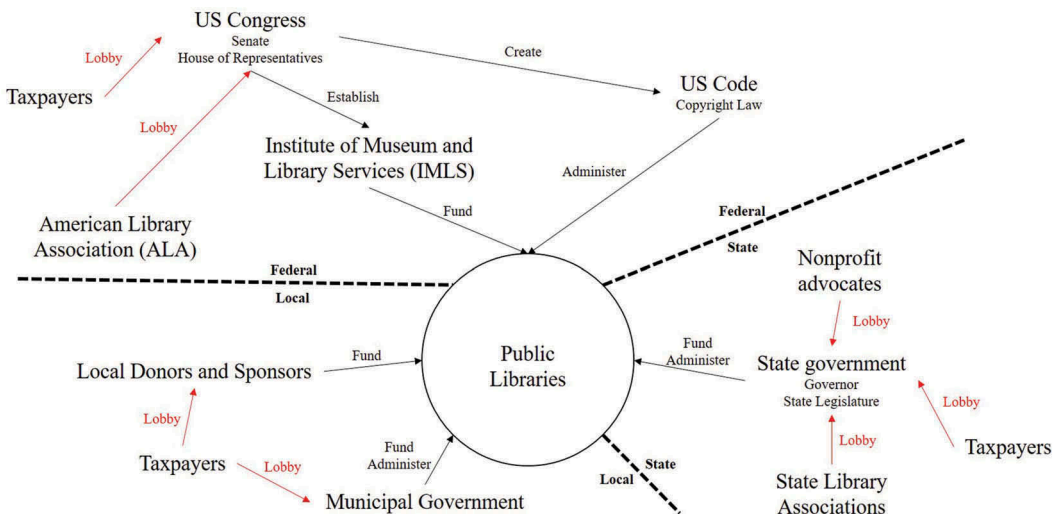 US Congress
Senate
House of Representatives
Lobby
Taxpayers
Create
US Code
Copyright Law
Establish
Lobby
Institute of Museum and
Library Services (IMLS)
Administer
Fund
American Library
Association (ALA)
Federal
Local
Federal
State
Nonprofit
advocates
Lobby
Public
Libraries
Local Donors and Sponsors
Fund
Lobby
Taxpayers
Lobby
Fund
Administer
Municipal Government
Fund
Administer
State government
Governor
State Legislature
Lobby
Taxpayers
Lobby
State Library
Associations
State
Local